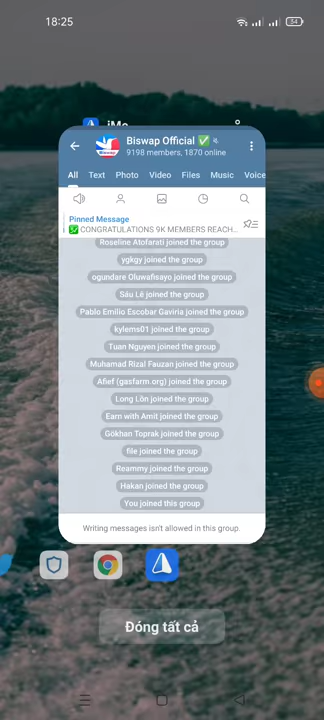 18:25
54
iMe
Biswap Official ✅
9198 members, 1870 online
All Text Photo Video Files Music Voice
Pinned Message
✅ CONGRATULATIONS 9K MEMBERS REACH...
Roseline Atofarati joined the group
ygkgy joined the group
ogundare Oluwafisayo joined the group
Sáu Lê joined the group
Pablo Emilio Escobar Gaviria joined the group
kylems01 joined the group
Tuan Nguyen joined the group
Muhamad Rizal Fauzan joined the group
Afief (gasfarm.org) joined the group
Long Lồn joined the group
Earn with Amit joined the group
Gökhan Toprak joined the group
file joined the group
Reammy joined the group
Hakan joined the group
You joined this group
Writing messages isn't allowed in this group.
Đóng tất cả